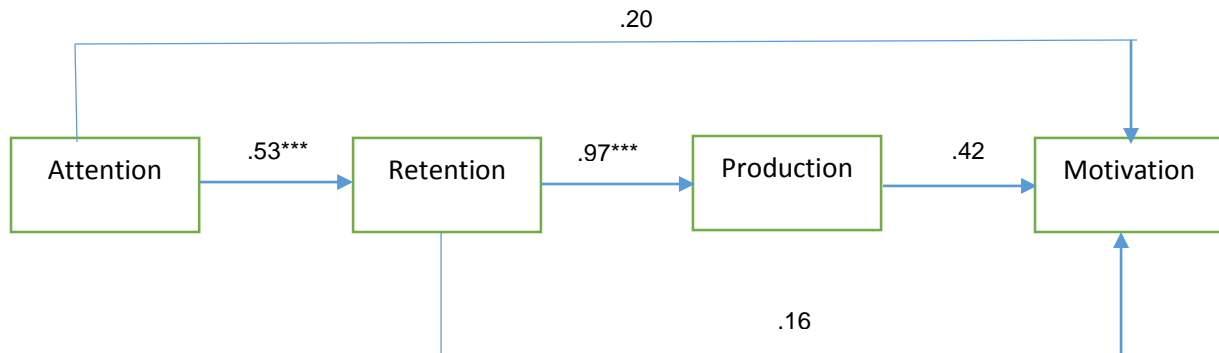 .20
.53***
.97***
.42
Attention
Retention
Production
Motivation
.16